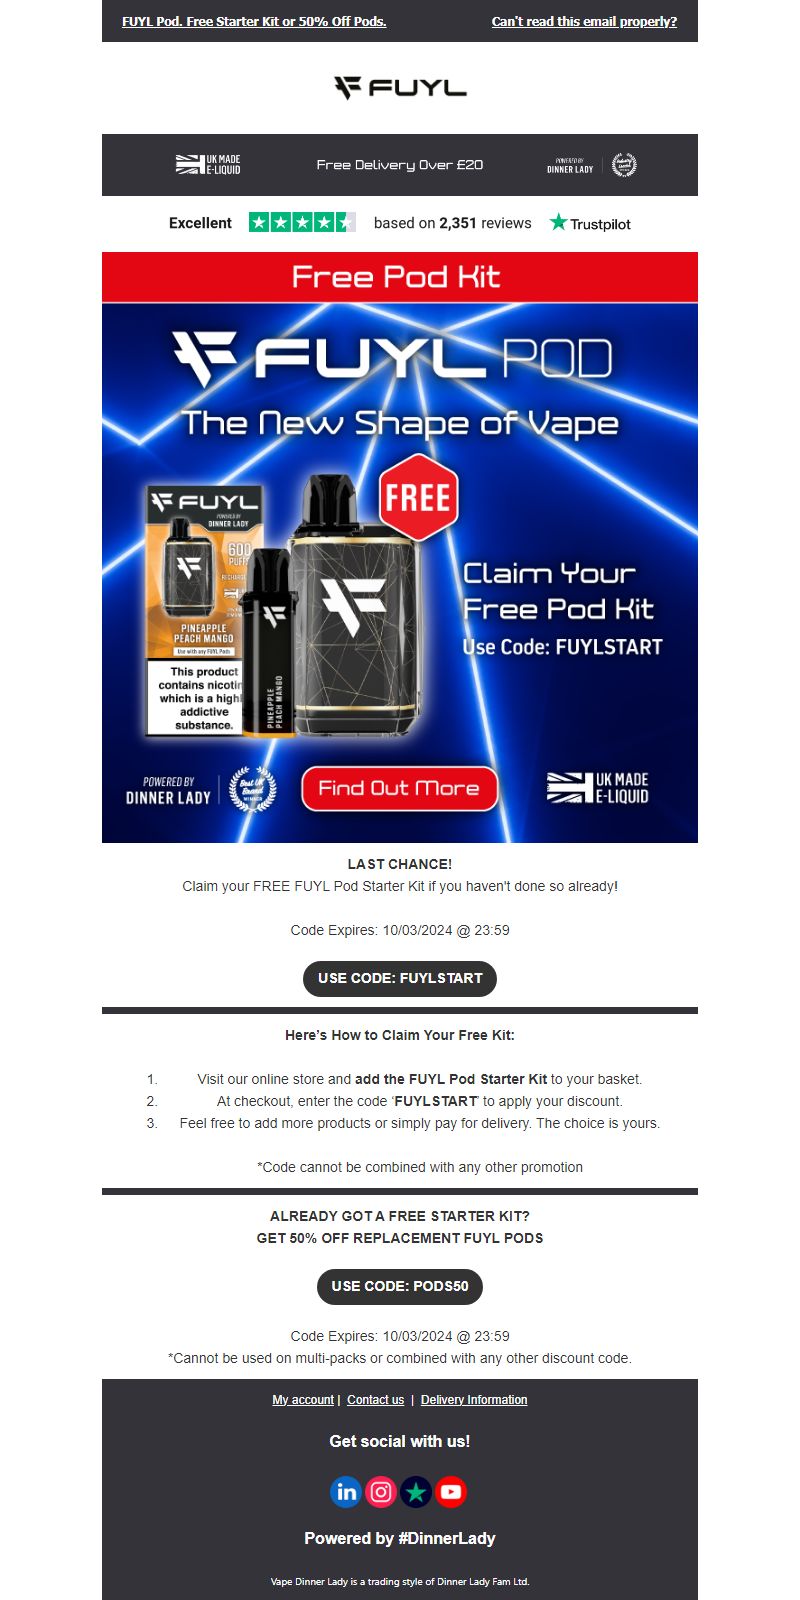 FUYL Pod. Free Starter Kit or 50% Off Pods.
Can't read this email properly?
FUYL
UK MADE
E-LIQUID
Free Delivery Over £20
POWERED BY
DINNER LADY
Excellent
based on 2,351 reviews
Trustpilot
Free Pod Kit
FUYL POD
The New Shape of Vape
FREE
FUYL
POWERED BY
DINNER LADY
600
PUFFS
PINEAPPLE
PEACH MANGO
Use with any FUYL Pods
This product
contains nicotin
which is a high
addictive
substance.
PINEAPPLE
PEACH MANGO
Claim Your
Free Pod Kit
Use Code: FUYLSTART
POWERED BY
DINNER LADY
Best UK
Brand
WINNER
Find Out More
UK MADE
E-LIQUID
LAST CHANCE!
Claim your FREE FUYL Pod Starter Kit if you haven't done so already!
Code Expires: 10/03/2024 @ 23:59
USE CODE: FUYLSTART
Here’s How to Claim Your Free Kit:
1. Visit our online store and add the FUYL Pod Starter Kit to your basket.
2. At checkout, enter the code ‘FUYLSTART’ to apply your discount.
3. Feel free to add more products or simply pay for delivery. The choice is yours.
*Code cannot be combined with any other promotion
ALREADY GOT A FREE STARTER KIT?
GET 50% OFF REPLACEMENT FUYL PODS
USE CODE: PODS50
Code Expires: 10/03/2024 @ 23:59
*Cannot be used on multi-packs or combined with any other discount code.
My account | Contact us | Delivery Information
Get social with us!
in
Powered by #DinnerLady
Vape Dinner Lady is a trading style of Dinner Lady Fam Ltd.